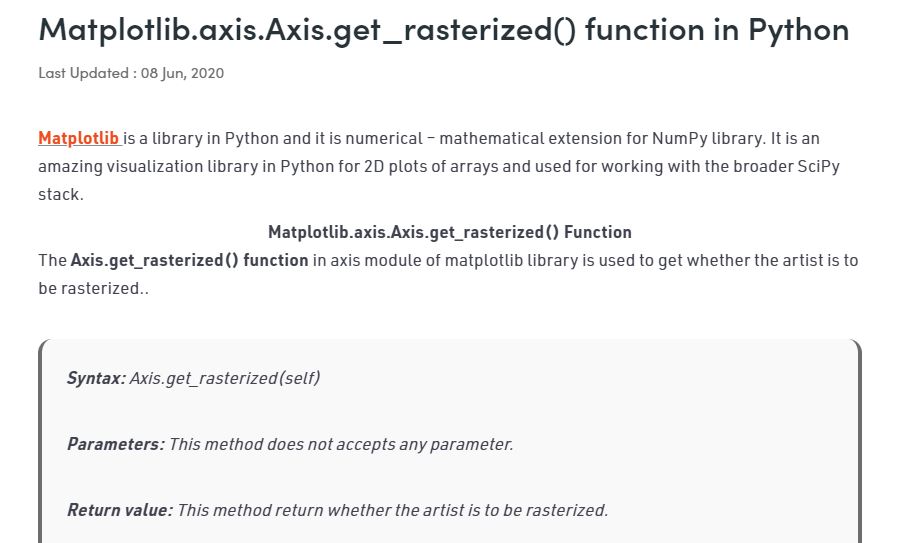 Matplotlib.axis.Axis.get_rasterized() function in Python
Last Updated : 08 Jun, 2020
Matplotlib is a library in Python and it is numerical – mathematical extension for NumPy library. It is an
amazing visualization library in Python for 2D plots of arrays and used for working with the broader SciPy
stack.
Matplotlib.axis.Axis.get_rasterized() Function
The Axis.get_rasterized() function in axis module of matplotlib library is used to get whether the artist is to
be rasterized..
Syntax: Axis.get_rasterized(self)
Parameters: This method does not accepts any parameter.
Return value: This method return whether the artist is to be rasterized.